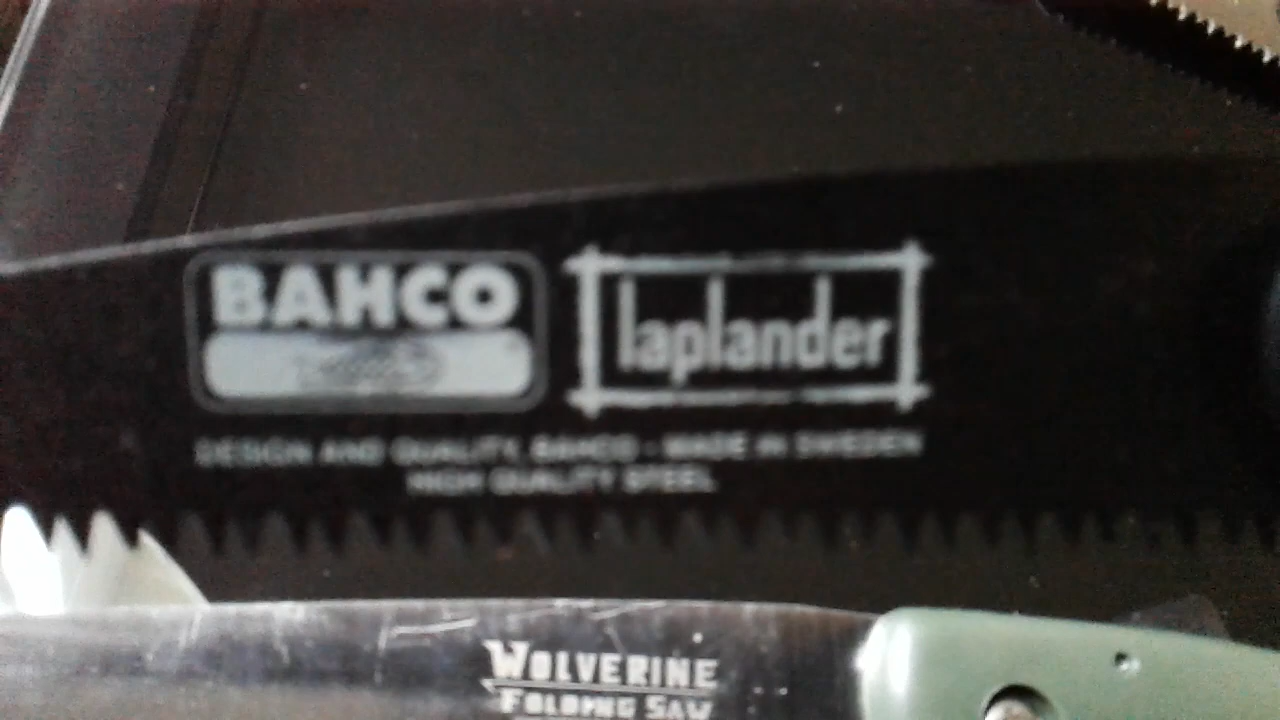 BAHCO
laplander
DESIGN AND QUALITY, BAHCO - MADE IN SWEDEN
HIGH QUALITY STEEL
WOLVERINE
FOLDING SAW